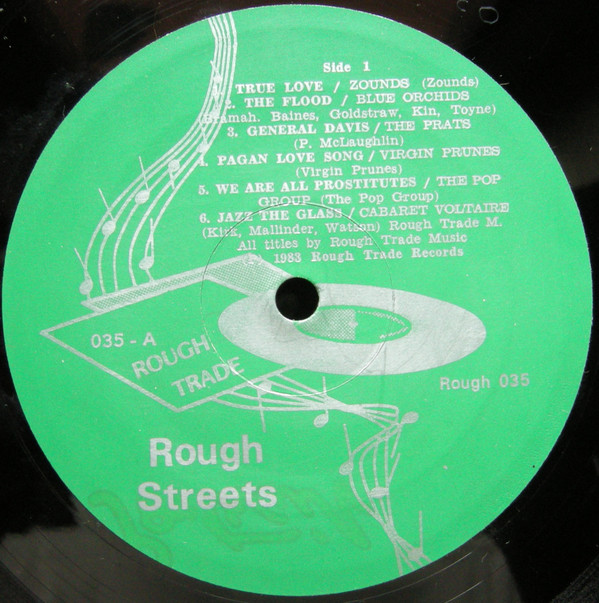 Side 1
TRUE LOVE / ZOUNDS (Zounds)
2. THE FLOOD / BLUE ORCHIDS
Baines, Goldstraw, Kin, Toyne)
3. GENERAL DAVIS / THE PRATS
(P. McLaughlin)
4. PAGAN LOVE SONG / VIRGIN PRUNES
(Virgin Prunes)
5. WE ARE ALL PROSTITUTES / THE POP
GROUP (The Pop Group)
6. JAZZ THE GLASS / CABARET VOLTAIRE
(Kirk, Mallinder, Watson) Rough Trade M.
All titles by Rough Trade Music
1983 Rough Trade Records
035 - A
ROUGH
TRADE
Rough 035
Rough
Streets